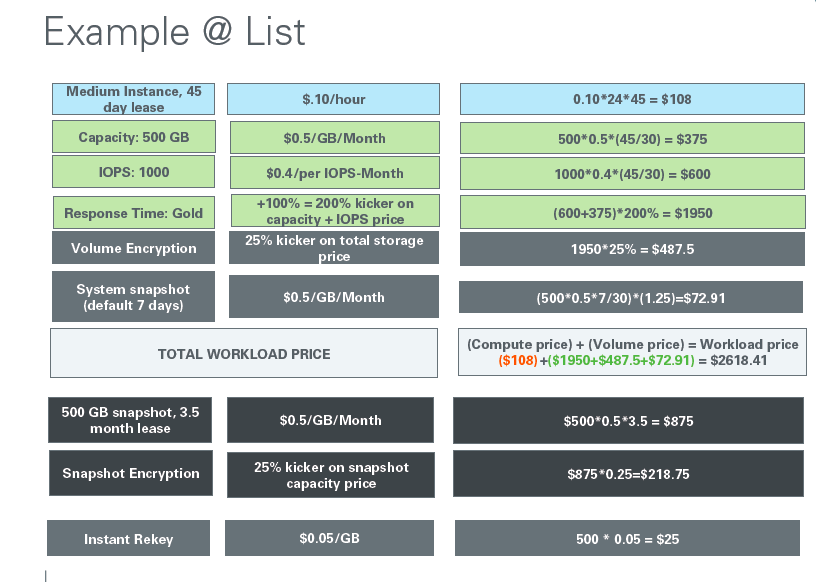 Example @ List
Medium Instance, 45
day lease
$.10/hour
0.10*24*45 = $108
Capacity: 500 GB
$0.5/GB/Month
500*0.5*(45/30) = $375
IOPS: 1000
$0.4/per IOPS-Month
1000*0.4*(45/30) = $600
Response Time: Gold
+100% = 200% kicker on
capacity + IOPS price
(600+375)*200% = $1950
Volume Encryption
25% kicker on total storage
price
1950*25% = $487.5
System snapshot
(default 7 days)
$0.5/GB/Month
(500*0.5*7/30)*(1.25)=$72.91
TOTAL WORKLOAD PRICE
(Compute price) + (Volume price) = Workload price
($108)+($1950+$487.5+$72.91) = $2618.41
500 GB snapshot, 3.5
month lease
$0.5/GB/Month
$500*0.5*3.5 = $875
Snapshot Encryption
25% kicker on snapshot
capacity price
$875*0.25=$218.75
Instant Rekey
$0.05/GB
500 * 0.05 = $25